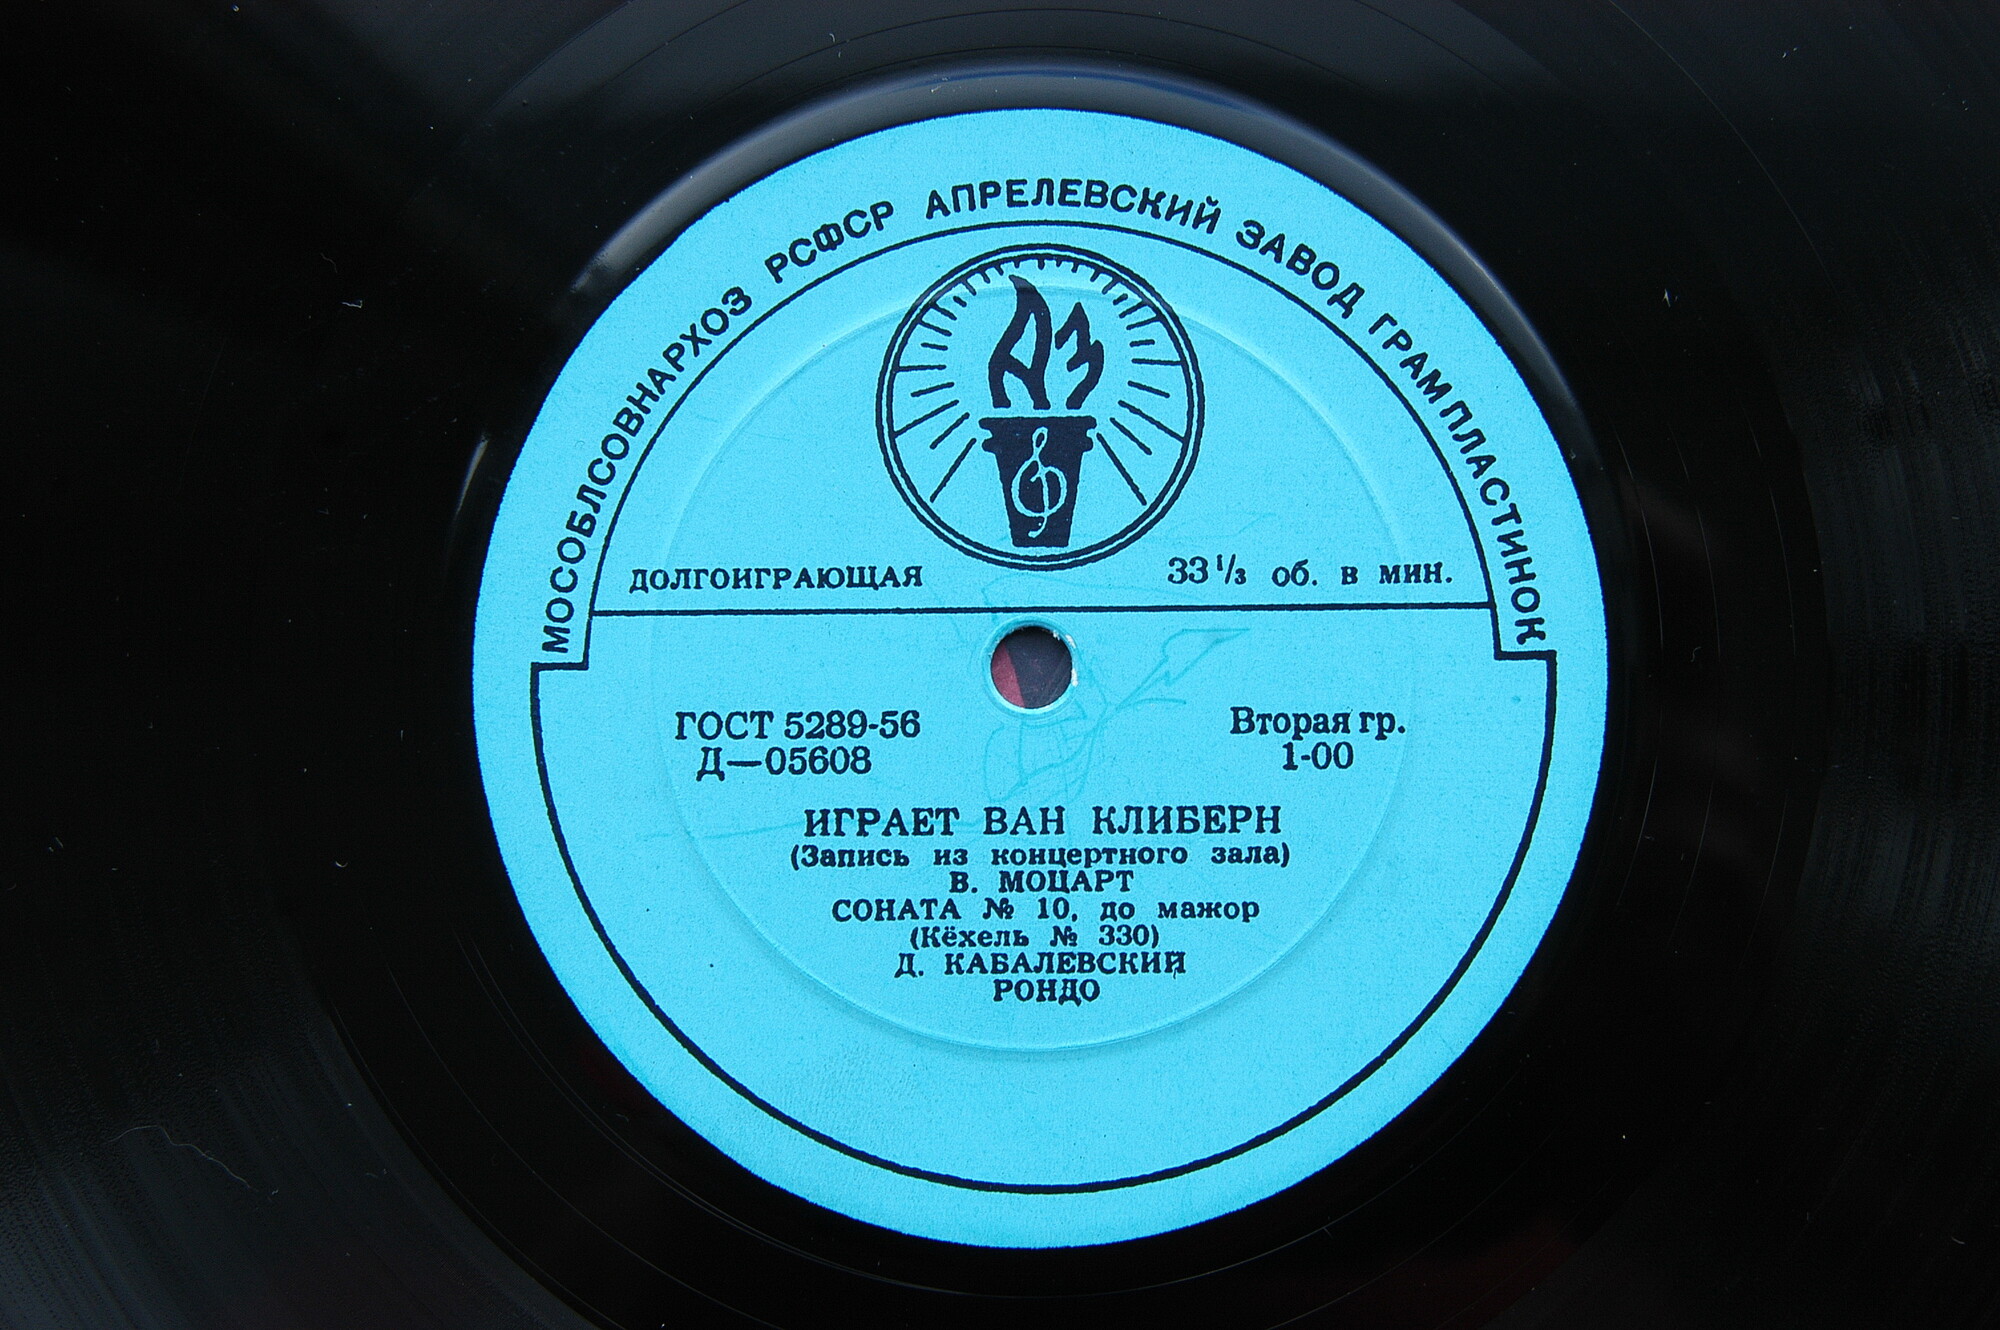 МОСОБЛСОВНАРХОЗ РСФСР АПРЕЛЕВСКИЙ ЗАВОД ГРАМПЛАСТИНОК
АЗ
ДОЛГОИГРАЮЩАЯ 33 1/3 об. в мин.
ГОСТ 5289-56 Вторая гр.
Д—05608 1-00
ИГРАЕТ ВАН КЛИБЕРН
(Запись из концертного зала)
В. МОЦАРТ
СОНАТА № 10, до мажор
(Кёхель № 330)
Д. КАБАЛЕВСКИЙ
РОНДО